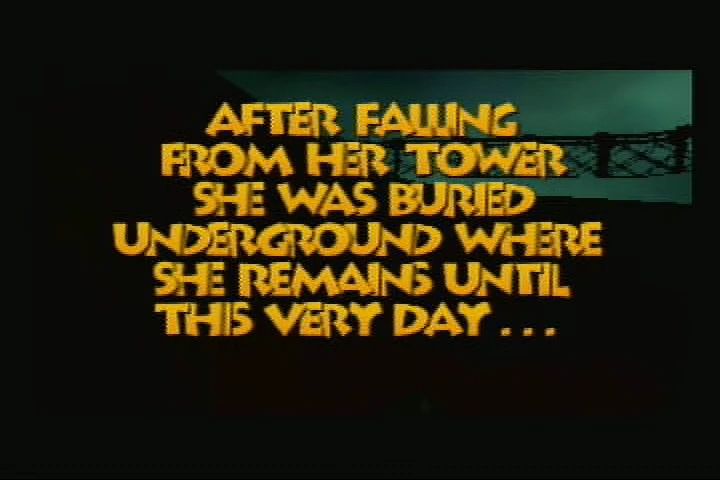 AFTER FALLING
FROM HER TOWER
SHE WAS BURIED
UNDERGROUND WHERE
SHE REMAINS UNTIL
THIS VERY DAY . . .